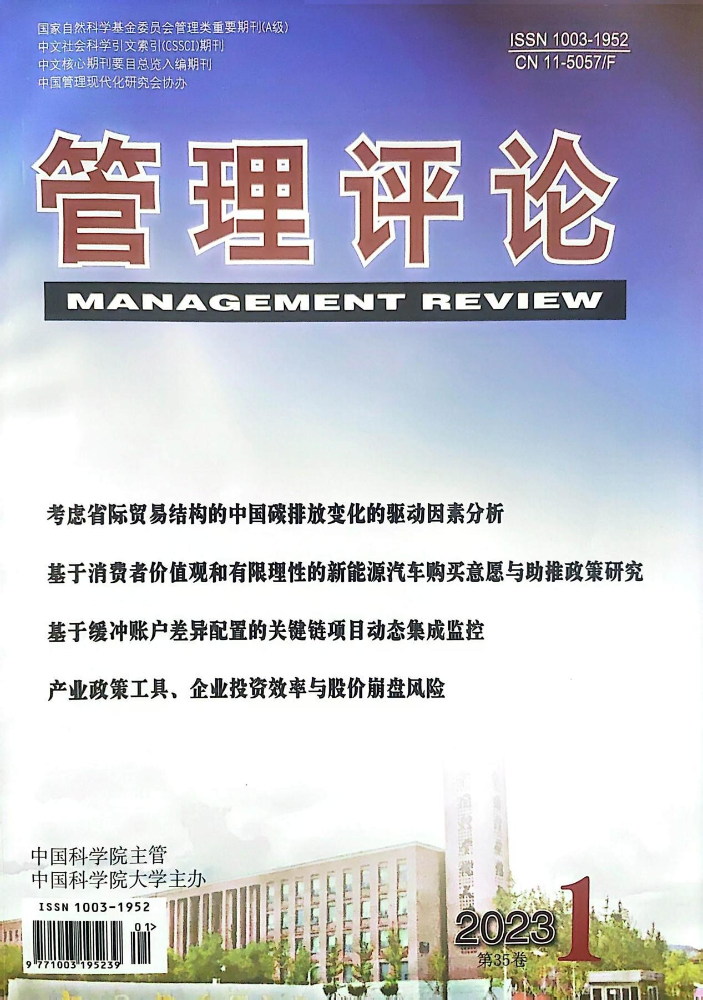 国家自然科学基金委员会管理类重要期刊(A级)
中文社会科学引文索引(CSSCI)期刊
中文核心期刊要目总览入编期刊
中国管理现代化研究会协办
ISSN 1003-1952
CN 11-5057/F
管理评论
MANAGEMENT REVIEW
考虑省际贸易结构的中国碳排放变化的驱动因素分析
基于消费者价值观和有限理性的新能源汽车购买意愿与助推政策研究
基于缓冲账户差异配置的关键链项目动态集成监控
产业政策工具、企业投资效率与股价崩盘风险
中国科学院主管
中国科学院大学主办
ISSN 1003-1952
01>
9 771003 195239
2023 1
第35卷